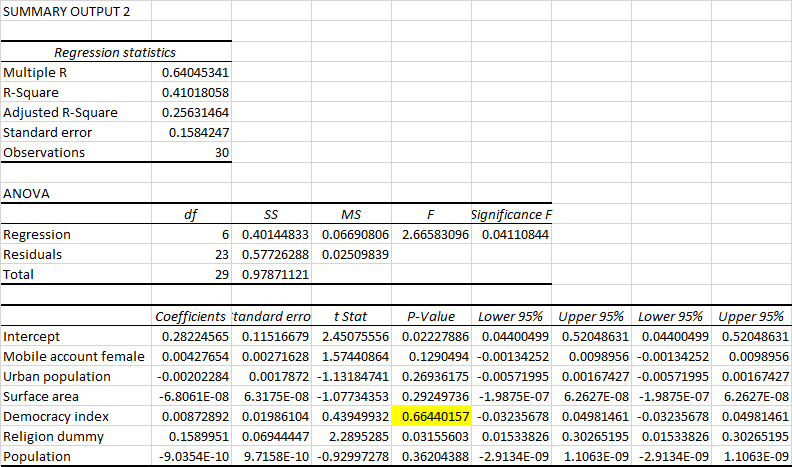 SUMMARY OUTPUT 2
Regression statistics
Multiple R 0.64045341
R-Square 0.41018058
Adjusted R-Square 0.25631464
Standard error 0.1584247
Observations 30
ANOVA
df SS MS F Significance F
Regression 6 0.40144833 0.06690806 2.66583096 0.04110844
Residuals 23 0.57726288 0.02509839
Total 29 0.97871121
Coefficients tandard erro t Stat P-Value Lower 95% Upper 95% Lower 95% Upper 95%
Intercept 0.28224565 0.11516679 2.45075556 0.02227886 0.04400499 0.52048631 0.04400499 0.52048631
Mobile account female 0.00427654 0.00271628 1.57440864 0.1290494 -0.00134252 0.0098956 -0.00134252 0.0098956
Urban population -0.00202284 0.0017872 -1.13184741 0.26936175 -0.00571995 0.00167427 -0.00571995 0.00167427
Surface area -6.8061E-08 6.3175E-08 -1.07734353 0.29249736 -1.9875E-07 6.2627E-08 -1.9875E-07 6.2627E-08
Democracy index 0.00872892 0.01986104 0.43949932 0.66440157 -0.03235678 0.04981461 -0.03235678 0.04981461
Religion dummy 0.1589951 0.06944447 2.2895285 0.03155603 0.01533826 0.30265195 0.01533826 0.30265195
Population -9.0354E-10 9.7158E-10 -0.92997278 0.36204388 -2.9134E-09 1.1063E-09 -2.9134E-09 1.1063E-09